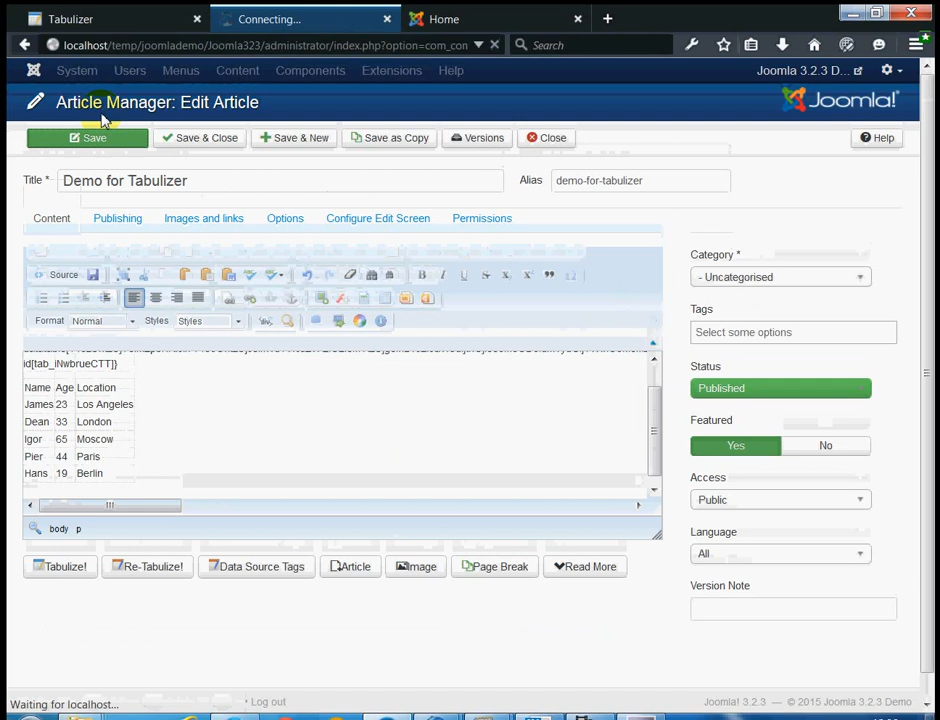 Tabulizer
Connecting...
Home
localhost/temp/joomlademo/Joomla323/administrator/index.php?option=com_con
Search
System Users Menus Content Components Extensions Help
Joomla 3.2.3 D...
Article Manager: Edit Article
Joomla!
Save
Save & Close
Save & New
Save as Copy
Versions
Close
Help
Title *
Demo for Tabulizer
Alias
demo-for-tabulizer
Content Publishing Images and links Options Configure Edit Screen Permissions
Source
Format Normal Styles Styles
id[tab_iNwbrueCTT]}
Name Age Location
James 23 Los Angeles
Dean 33 London
Igor 65 Moscow
Pier 44 Paris
Hans 19 Berlin
body p
Tabulize! Re-Tabulize! Data Source Tags Article Image Page Break Read More
Category *
- Uncategorised
Tags
Select some options
Status
Published
Featured
Yes No
Access
Public
Language
All
Version Note
Waiting for localhost...
Log out
Joomla! 3.2.3 — © 2015 Joomla 3.2.3 Demo